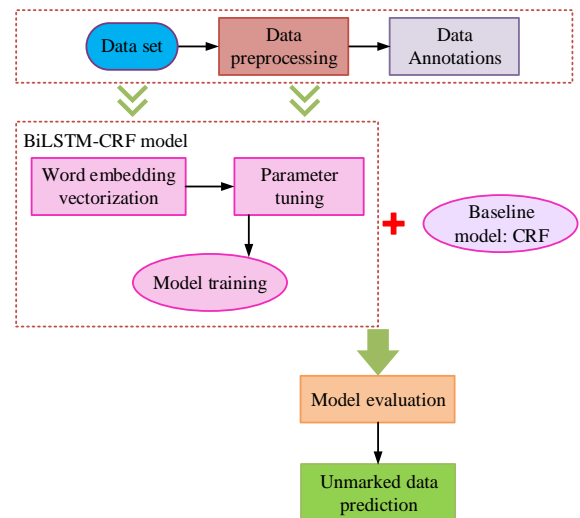 Data set
Data
preprocessing
Data
Annotations
BiLSTM-CRF model
Word embedding
vectorization
Parameter
tuning
Model training
Baseline
model: CRF
Model evaluation
Unmarked data
prediction